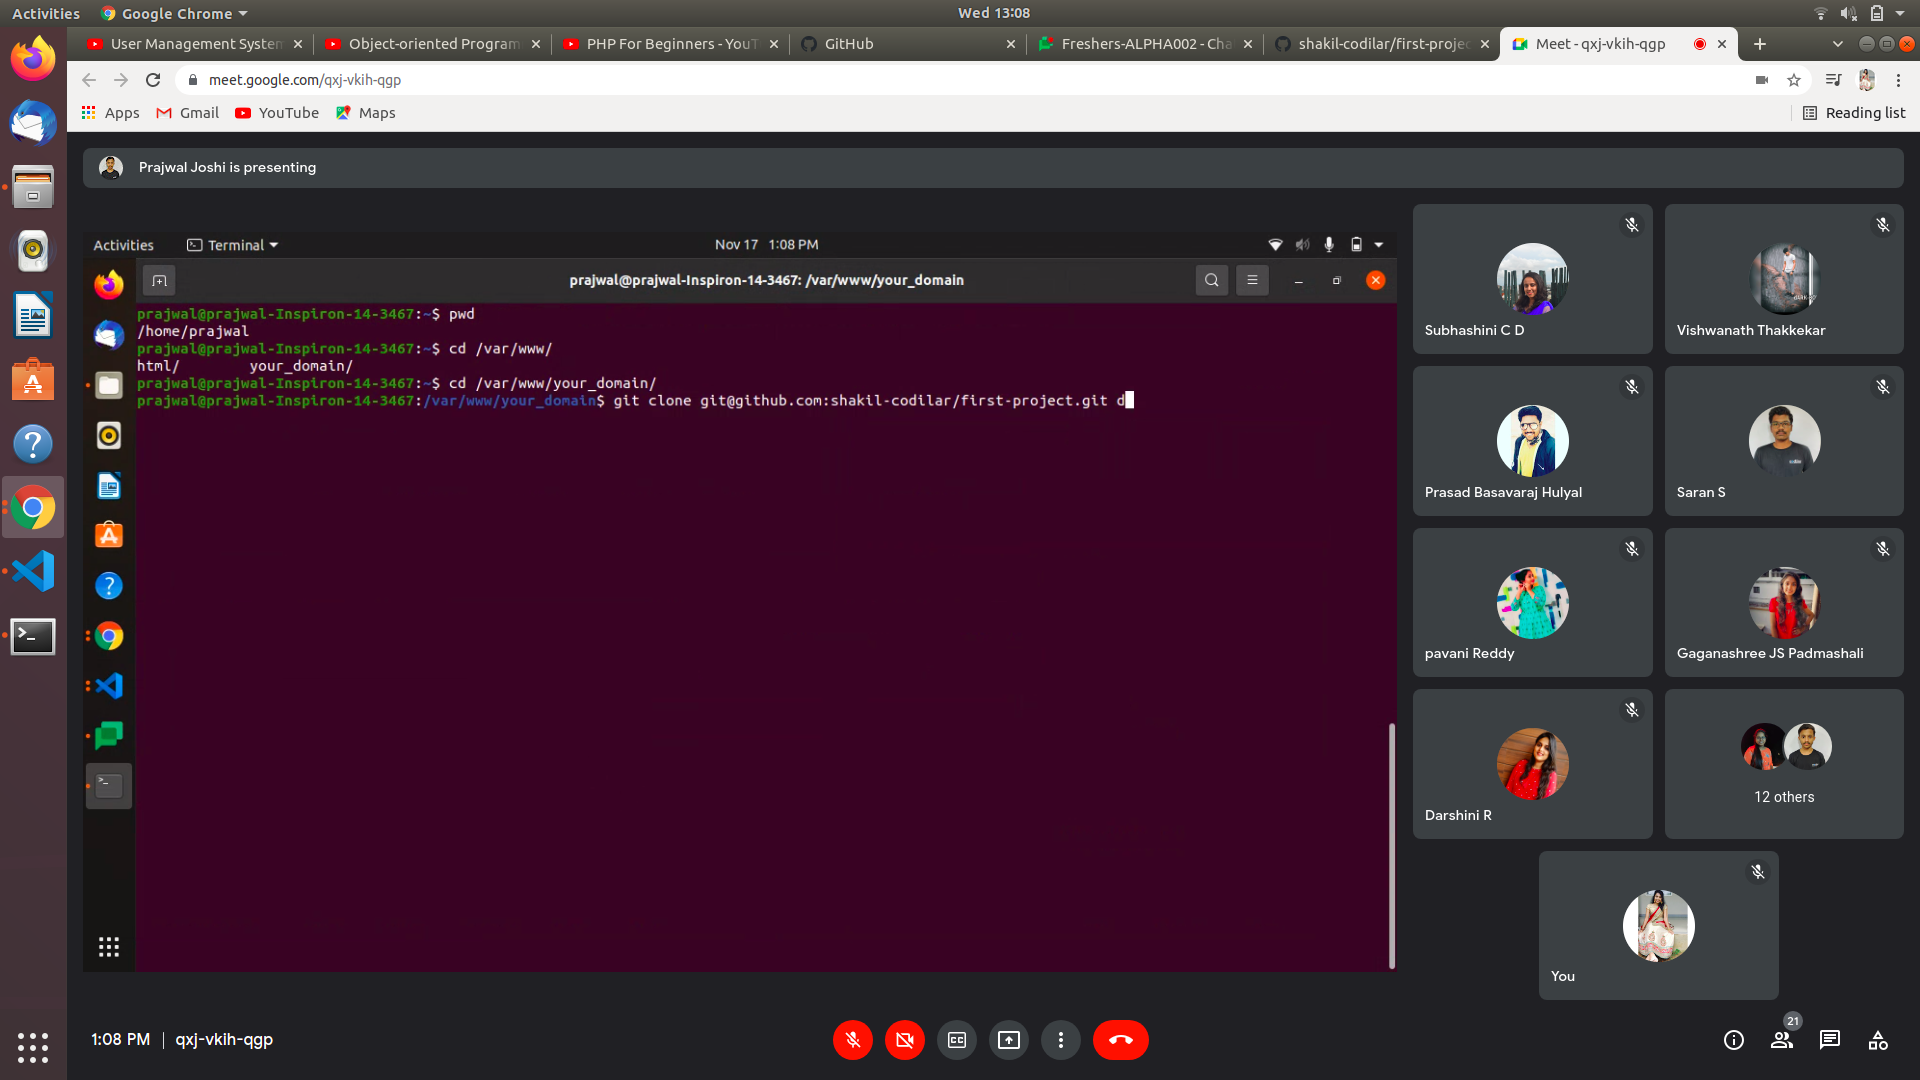 Activities
Google Chrome
Wed 13:08
User Management System
Object-oriented Program
PHP For Beginners - YouT
GitHub
Freshers-ALPHA002 - Cha
shakil-codilar/first-projec
Meet - qxj-vkih-qgp
meet.google.com/qxj-vkih-qgp
Apps
Gmail
YouTube
Maps
Reading list
Prajwal Joshi is presenting
Activities
Terminal
Nov 17 1:08 PM
prajwal@prajwal-Inspiron-14-3467: /var/www/your_domain
prajwal@prajwal-Inspiron-14-3467:~$ pwd
/home/prajwal
prajwal@prajwal-Inspiron-14-3467:~$ cd /var/www/
html/ your_domain/
prajwal@prajwal-Inspiron-14-3467:~$ cd /var/www/your_domain/
prajwal@prajwal-Inspiron-14-3467:/var/www/your_domain$ git clone git@github.com:shakil-codilar/first-project.git d
Subhashini C D
Vishwanath Thakkekar
Prasad Basavaraj Hulyal
Saran S
pavani Reddy
Gaganashree JS Padmashali
Darshini R
12 others
You
1:08 PM | qxj-vkih-qgp
21